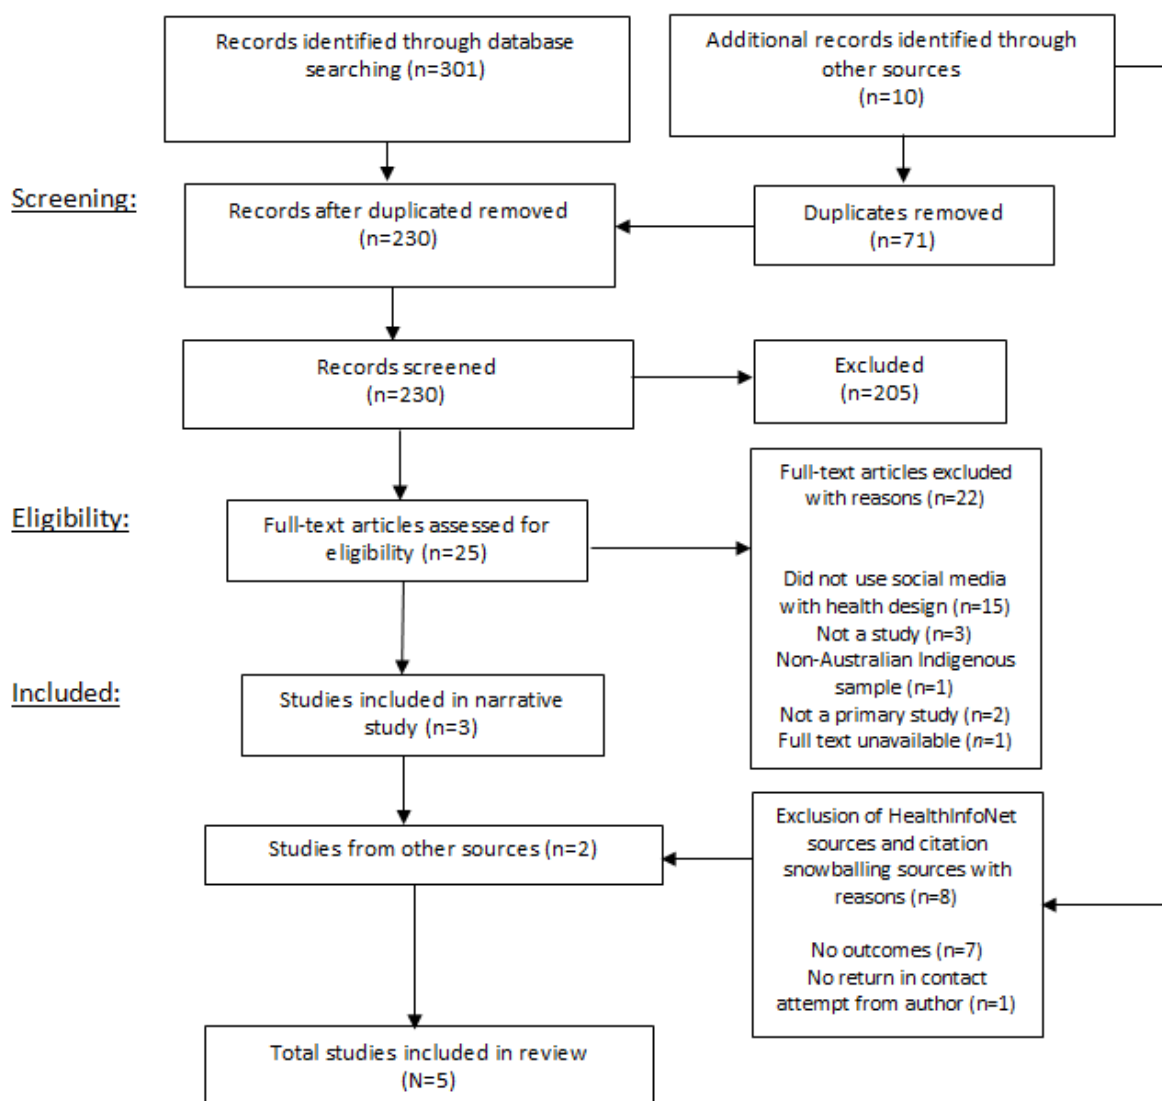 Records identified through database
searching (n=301)
Additional records identified through
other sources
(n=10)
Screening:
Records after duplicated removed
(n=230)
Duplicates removed
(n=71)
Records screened
(n=230)
Excluded
(n=205)
Eligibility:
Full-text articles assessed for
eligibility (n=25)
Full-text articles excluded
with reasons (n=22)
Did not use social media
with health design (n=15)
Not a study (n=3)
Non-Australian Indigenous
sample (n=1)
Not a primary study (n=2)
Full text unavailable (n=1)
Included:
Studies included in narrative
study (n=3)
Studies from other sources (n=2)
Exclusion of HealthInfoNet
sources and citation
snowballing sources with
reasons (n=8)
No outcomes (n=7)
No return in contact
attempt from author (n=1)
Total studies included in review
(N=5)